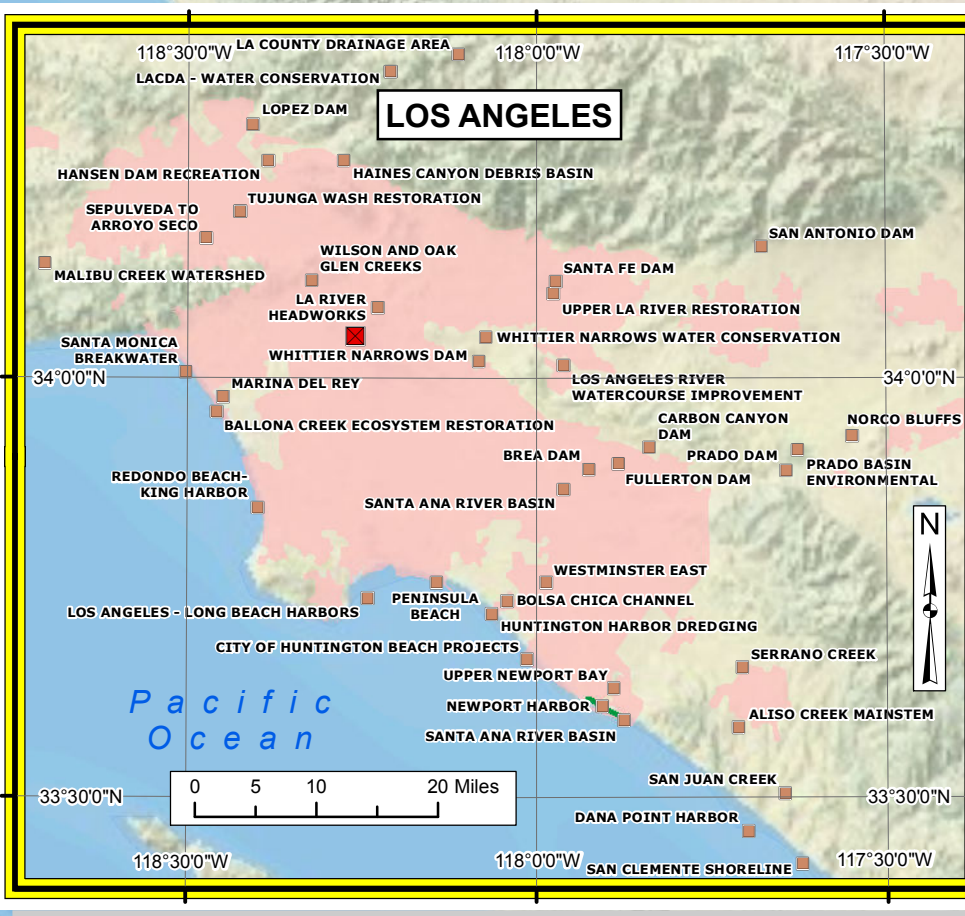 LA COUNTY DRAINAGE AREA
118°30'0"W
118°0'0"W
117°30'0"W
LACDA - WATER CONSERVATION
LOS ANGELES
LOPEZ DAM
HANSEN DAM RECREATION
HAINES CANYON DEBRIS BASIN
TUJUNGA WASH RESTORATION
SEPULVEDA TO
ARROYO SECO
SAN ANTONIO DAM
WILSON AND OAK
GLEN CREEKS
MALIBU CREEK WATERSHED
SANTA FE DAM
LA RIVER
HEADWORKS
UPPER LA RIVER RESTORATION
WHITTIER NARROWS WATER CONSERVATION
SANTA MONICA
BREAKWATER
WHITTIER NARROWS DAM
34°0'0"N
34°0'0"N
MARINA DEL REY
LOS ANGELES RIVER
WATERCOURSE IMPROVEMENT
BALLONA CREEK ECOSYSTEM RESTORATION
CARBON CANYON
DAM
NORCO BLUFFS
BREA DAM
PRADO DAM
PRADO BASIN
ENVIRONMENTAL
FULLERTON DAM
REDONDO BEACH-
KING HARBOR
SANTA ANA RIVER BASIN
N
WESTMINSTER EAST
LOS ANGELES - LONG BEACH HARBORS
PENINSULA
BEACH
BOLSA CHICA CHANNEL
HUNTINGTON HARBOR DREDGING
CITY OF HUNTINGTON BEACH PROJECTS
SERRANO CREEK
UPPER NEWPORT BAY
NEWPORT HARBOR
Pacific
Ocean
ALISO CREEK MAINSTEM
SANTA ANA RIVER BASIN
SAN JUAN CREEK
0 5 10 20 Miles
33°30'0"N
33°30'0"N
DANA POINT HARBOR
118°30'0"W
118°0'0"W
117°30'0"W
SAN CLEMENTE SHORELINE